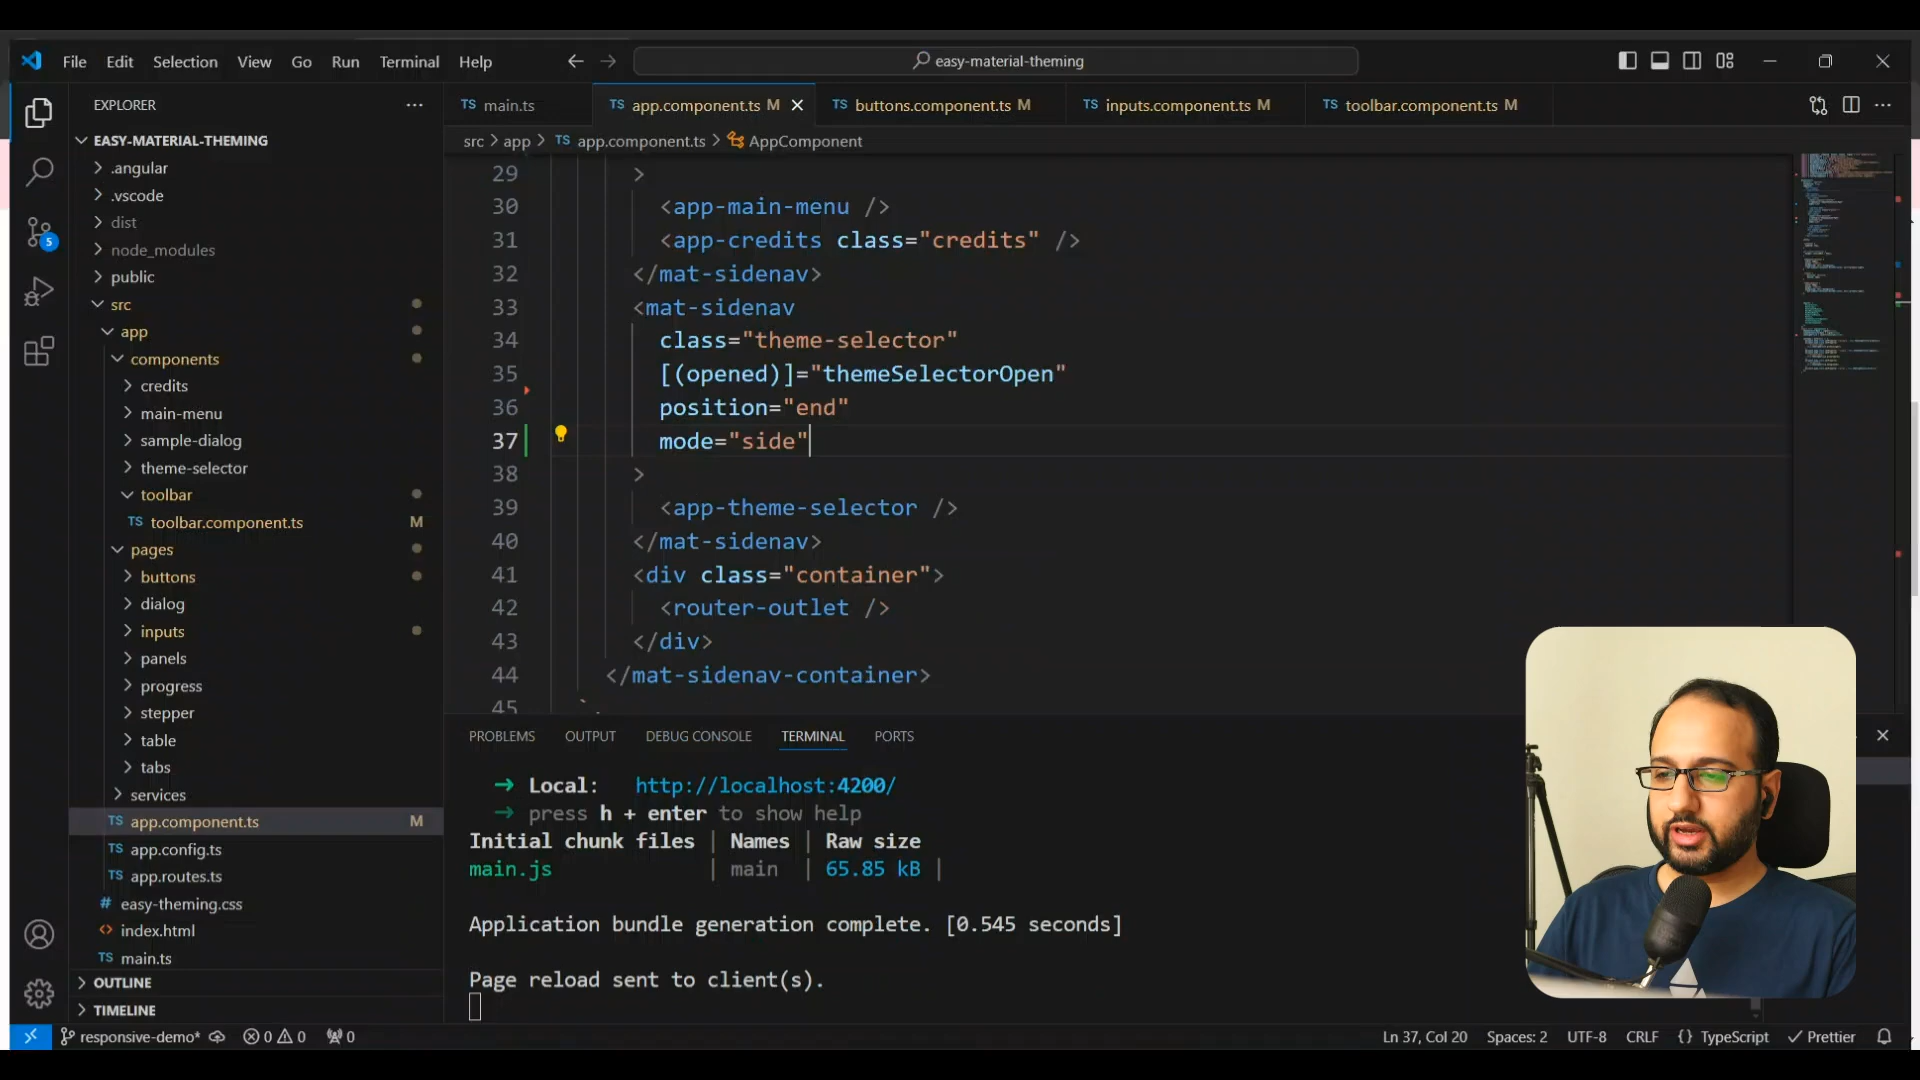 File Edit Selection View Go Run Terminal Help
easy-material-theming
EXPLORER
main.ts
app.component.ts M
buttons.component.ts M
inputs.component.ts M
toolbar.component.ts M
src > app > TS app.component.ts > AppComponent
EASY-MATERIAL-THEMING
.angular
.vscode
dist
node_modules
public
src
app
components
credits
main-menu
sample-dialog
theme-selector
toolbar
TS toolbar.component.ts M
pages
buttons
dialog
inputs
panels
progress
stepper
table
tabs
services
TS app.component.ts M
TS app.config.ts
TS app.routes.ts
# easy-theming.css
<> index.html
TS main.ts
OUTLINE
TIMELINE
29 >
30 <app-main-menu />
31 <app-credits class="credits" />
32 </mat-sidenav>
33 <mat-sidenav
34 class="theme-selector"
35 [(opened)]="themeSelectorOpen"
36 position="end"
37 mode="side"
38 >
39 <app-theme-selector />
40 </mat-sidenav>
41 <div class="container">
42 <router-outlet />
43 </div>
44 </mat-sidenav-container>
45 `,
PROBLEMS OUTPUT DEBUG CONSOLE TERMINAL PORTS
→ Local: http://localhost:4200/
→ press h + enter to show help
Initial chunk files | Names | Raw size
main.js | main | 65.85 kB |
Application bundle generation complete. [0.545 seconds]
Page reload sent to client(s).
5
responsive-demo* 0 0 0
Ln 37, Col 20 Spaces: 2 UTF-8 CRLF {} TypeScript Prettier